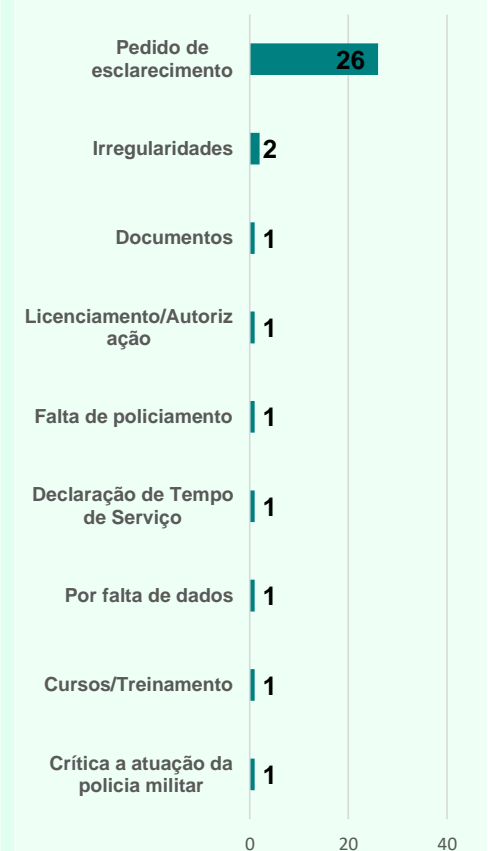 Pedido de
esclarecimento
26
Irregularidades
2
Documentos
1
Licenciamento/Autoriz
ação
1
Falta de policiamento
1
Declaração de Tempo
de Serviço
1
Por falta de dados
1
Cursos/Treinamento
1
Crítica a atuação da
policia militar
1
0 20 40